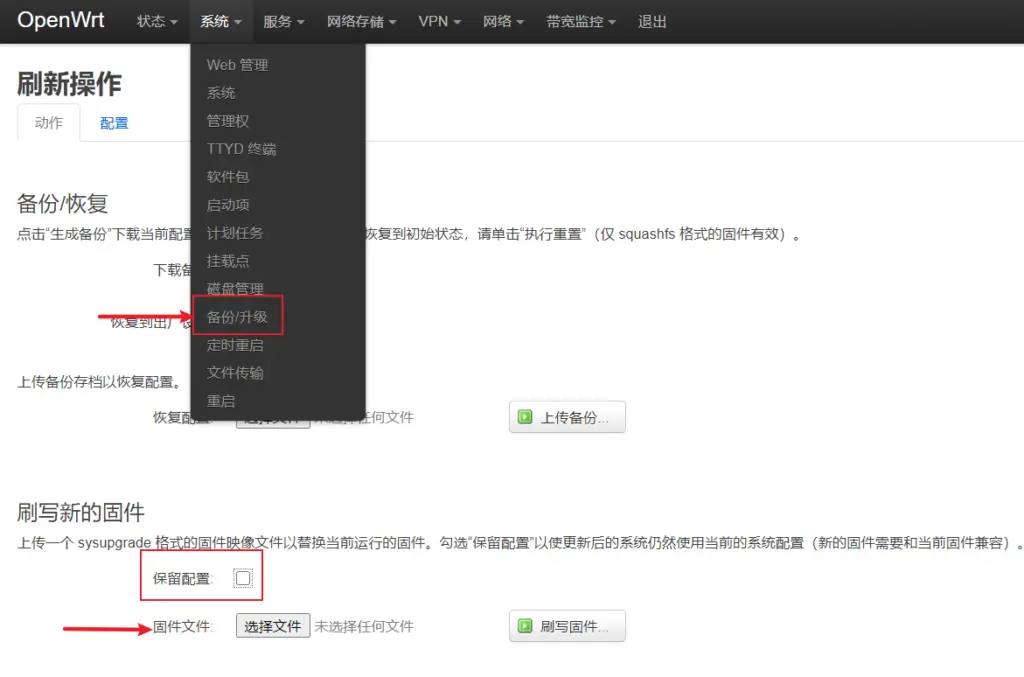 OpenWrt 状态 系统 服务 网络存储 VPN 网络 带宽监控 退出
Web 管理
系统
管理权
TTYD 终端
软件包
启动项
计划任务
挂载点
磁盘管理
备份/升级
定时重启
文件传输
重启
刷新操作
动作 配置
备份/恢复
点击“生成备份”下载当前配置 恢复到初始状态，请单击“执行重置”（仅 squashfs 格式的固件有效）。
下载备
恢复到出厂设
上传备份存档以恢复配置。
恢复配置: 选择文件 未选择任何文件 上传备份...
刷写新的固件
上传一个 sysupgrade 格式的固件映像文件以替换当前运行的固件。勾选“保留配置”以使更新后的系统仍然使用当前的系统配置（新的固件需要和当前固件兼容）。
保留配置:
固件文件: 选择文件 未选择任何文件 刷写固件...